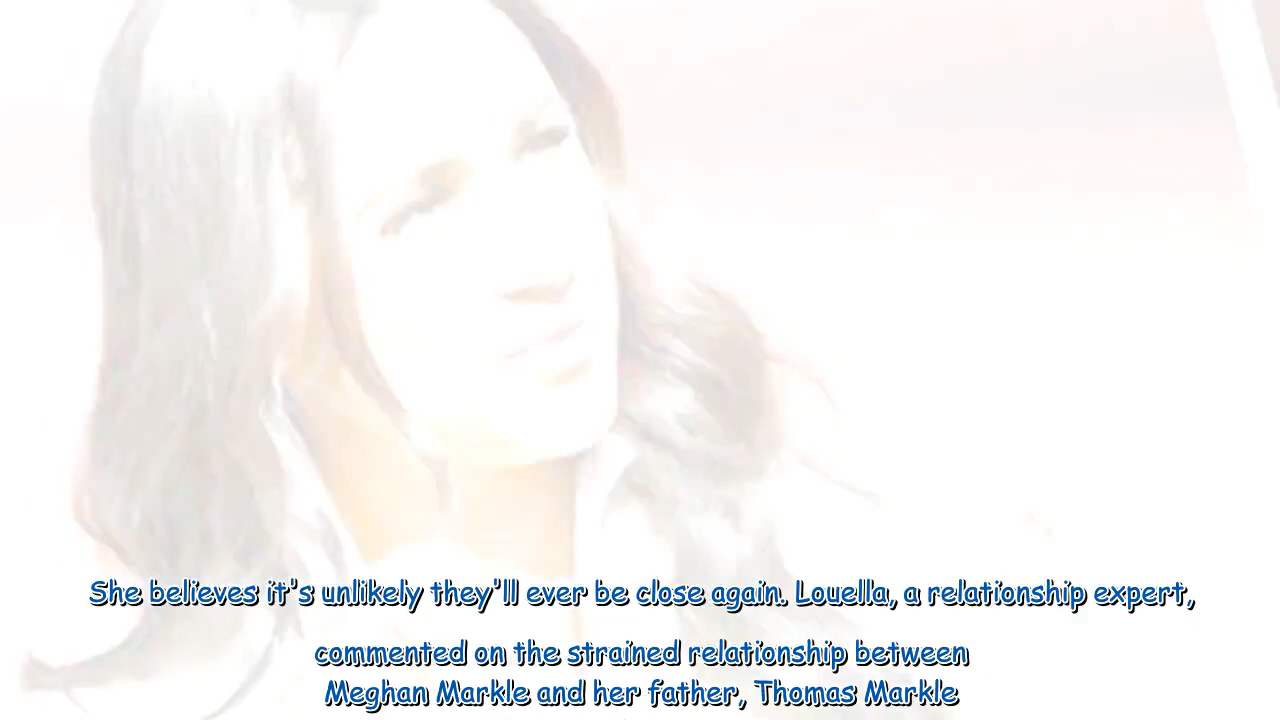 She believes it's unlikely they'll ever be close again. Louella, a relationship expert,
commented on the strained relationship between
Meghan Markle and her father, Thomas Markle